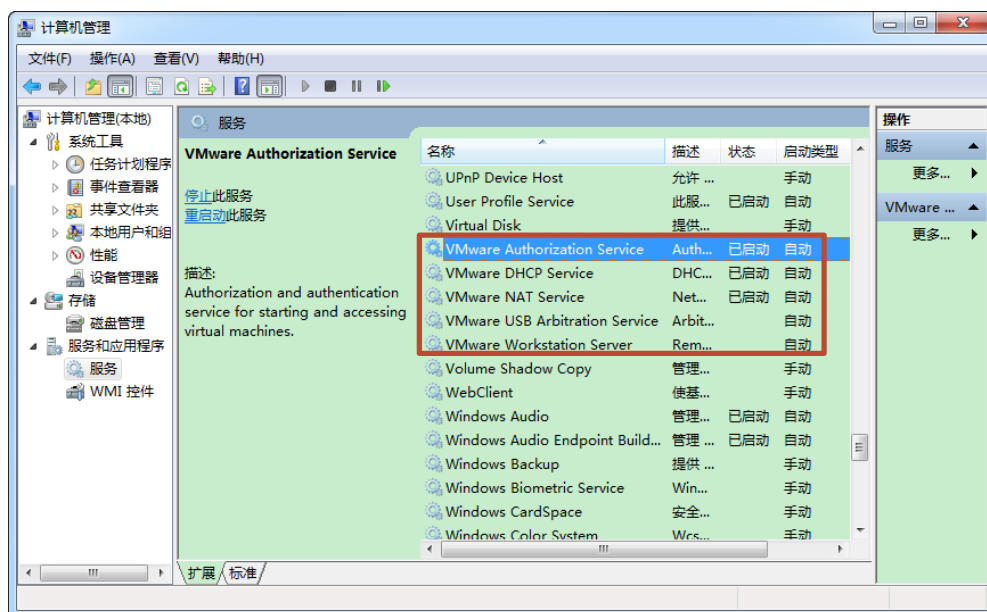 计算机管理
文件(F) 操作(A) 查看(V) 帮助(H)
计算机管理(本地)
系统工具
任务计划程序
事件查看器
共享文件夹
本地用户和组
性能
设备管理器
存储
磁盘管理
服务和应用程序
服务
WMI 控件
服务
VMware Authorization Service
停止此服务
重启动此服务
描述:
Authorization and authentication
service for starting and accessing
virtual machines.
名称 描述 状态 启动类型
UPnP Device Host 允许 ... 手动
User Profile Service 此服... 已启动 自动
Virtual Disk 提供... 手动
VMware Authorization Service Auth... 已启动 自动
VMware DHCP Service DHC... 已启动 自动
VMware NAT Service Net... 已启动 自动
VMware USB Arbitration Service Arbit... 自动
VMware Workstation Server Rem... 自动
Volume Shadow Copy 管理... 手动
WebClient 使基... 手动
Windows Audio 管理... 已启动 自动
Windows Audio Endpoint Build... 管理 ... 已启动 自动
Windows Backup 提供 ... 手动
Windows Biometric Service Win... 手动
Windows CardSpace 安全... 手动
Windows Color System Wcs... 手动
扩展 标准
操作
服务
更多...
VMware ...
更多...